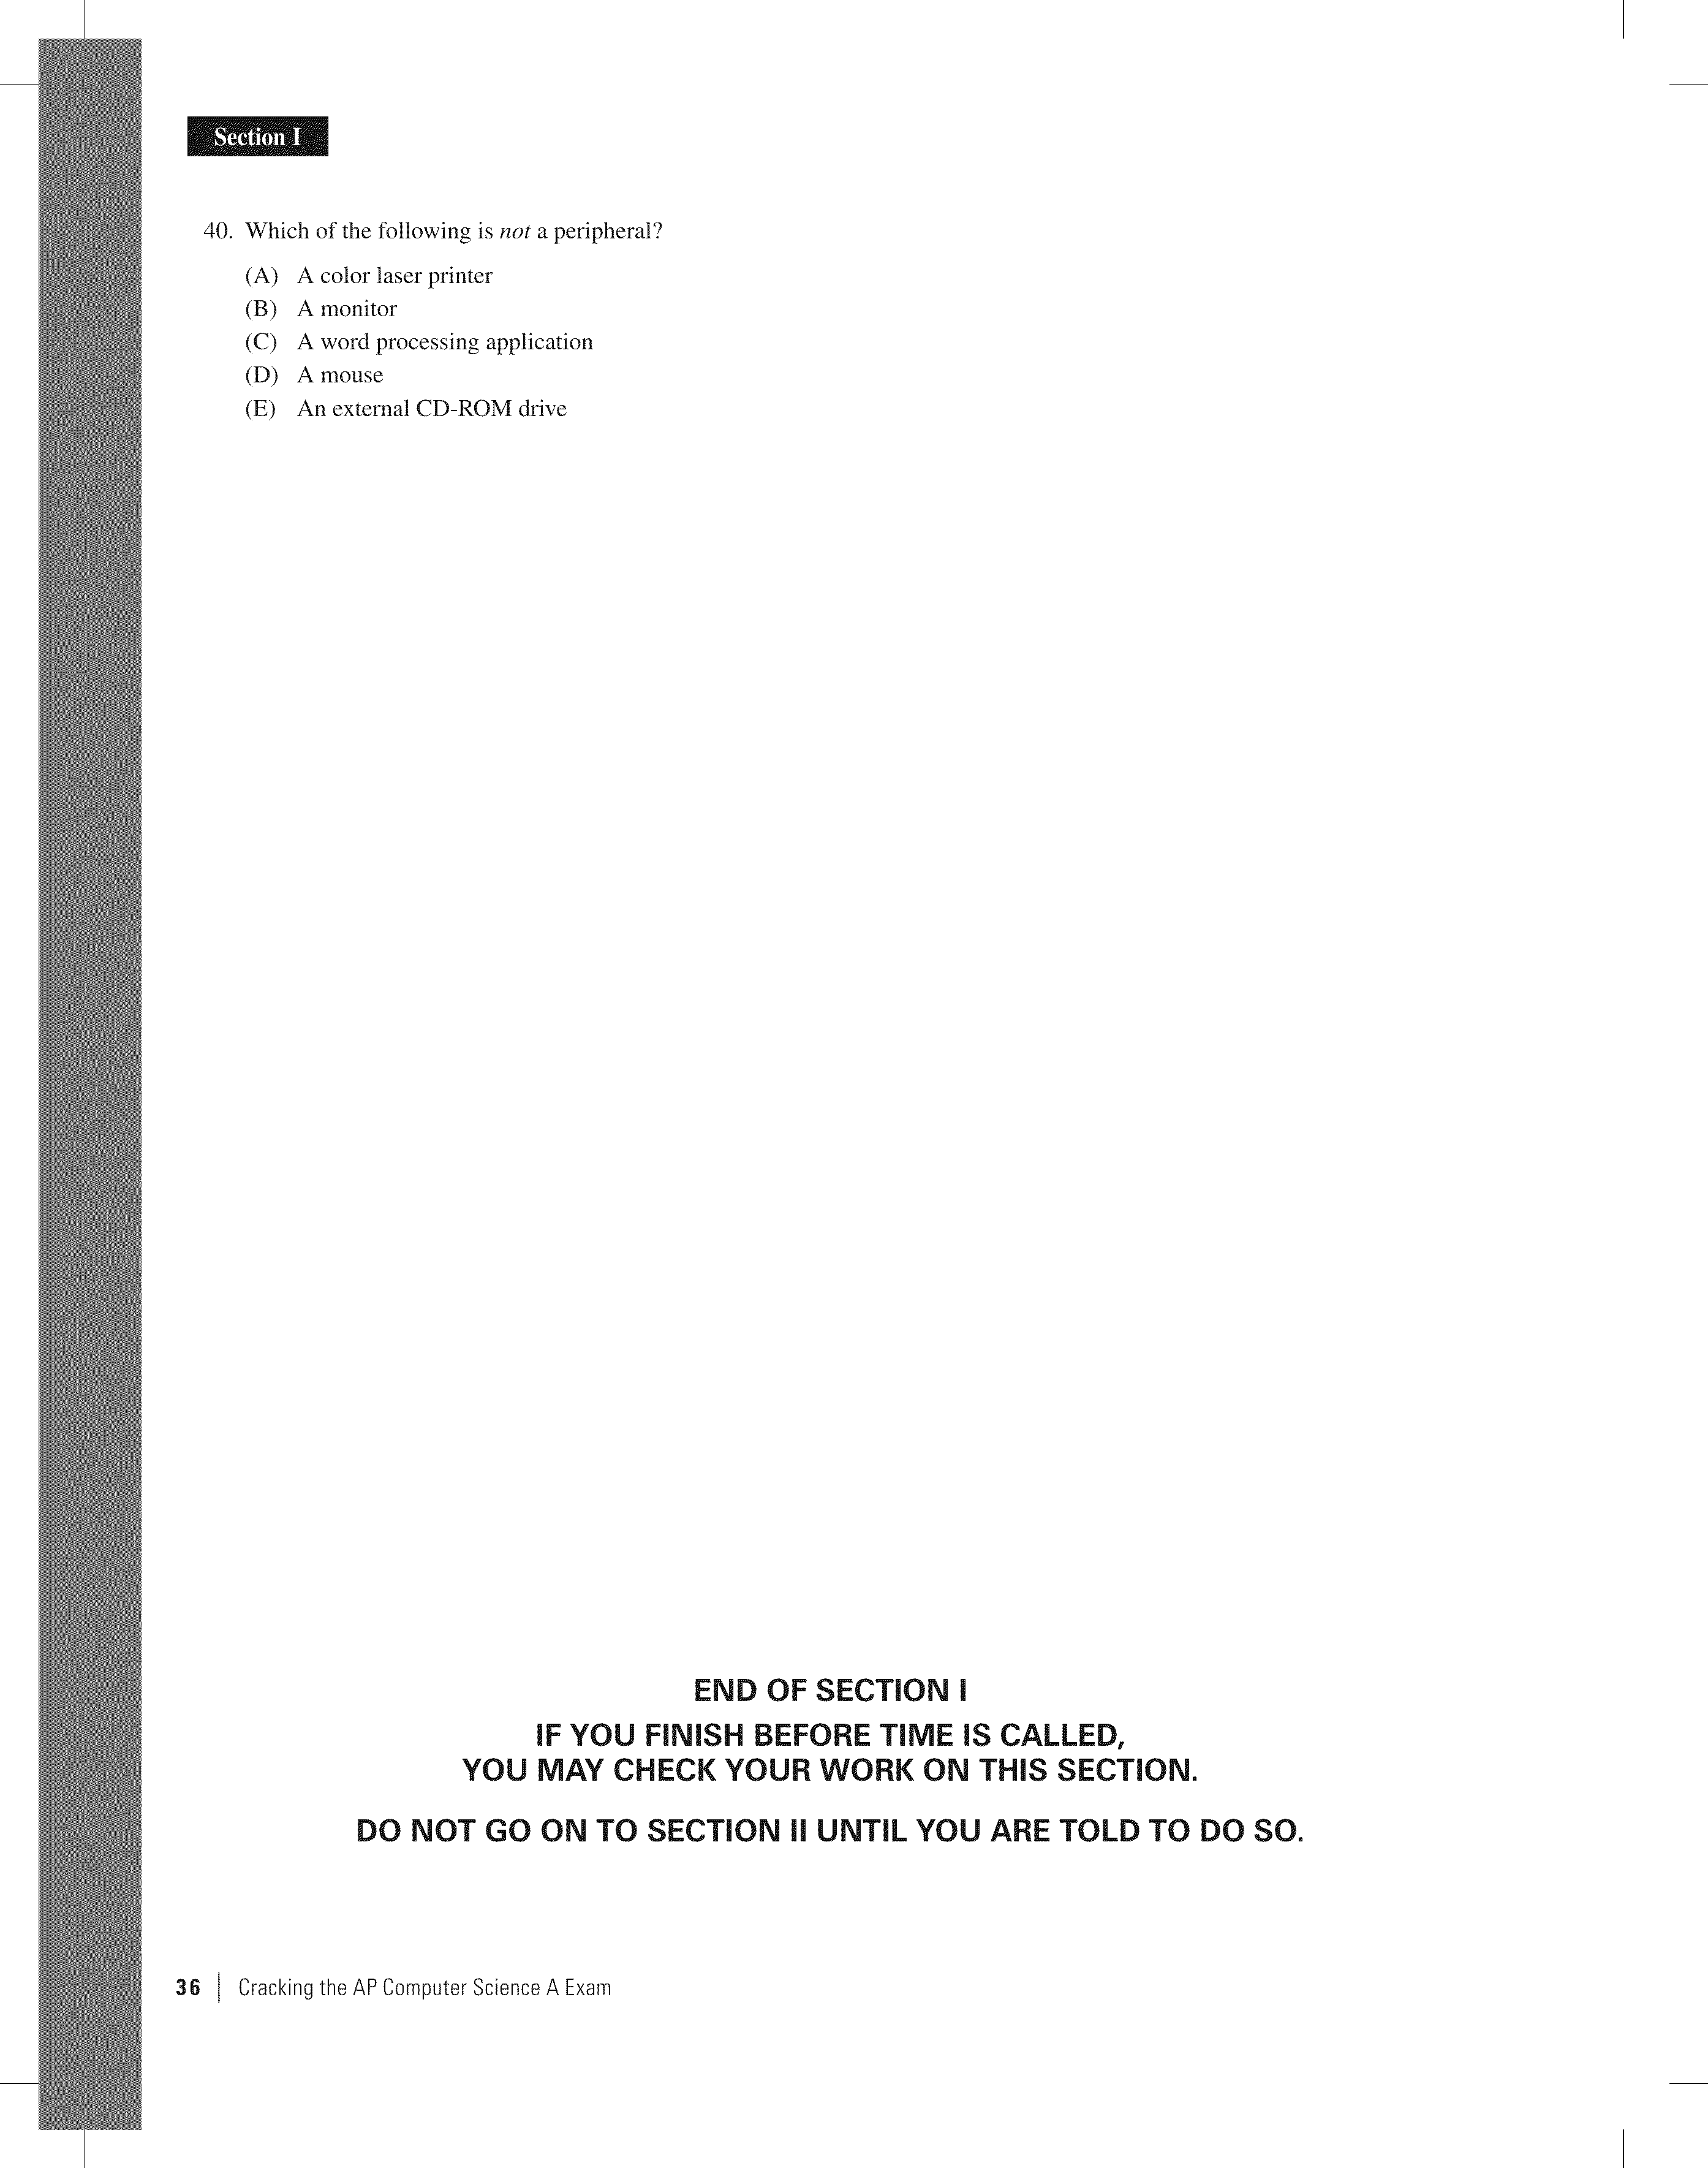 Section I
40. Which of the following is not a peripheral?
(A) A color laser printer
(B) A monitor
(C) A word processing application
(D) A mouse
(E) An external CD-ROM drive
END OF SECTION I
IF YOU FINISH BEFORE TIME IS CALLED,
YOU MAY CHECK YOUR WORK ON THIS SECTION.
DO NOT GO ON TO SECTION II UNTIL YOU ARE TOLD TO DO SO.
36 | Cracking the AP Computer Science A Exam